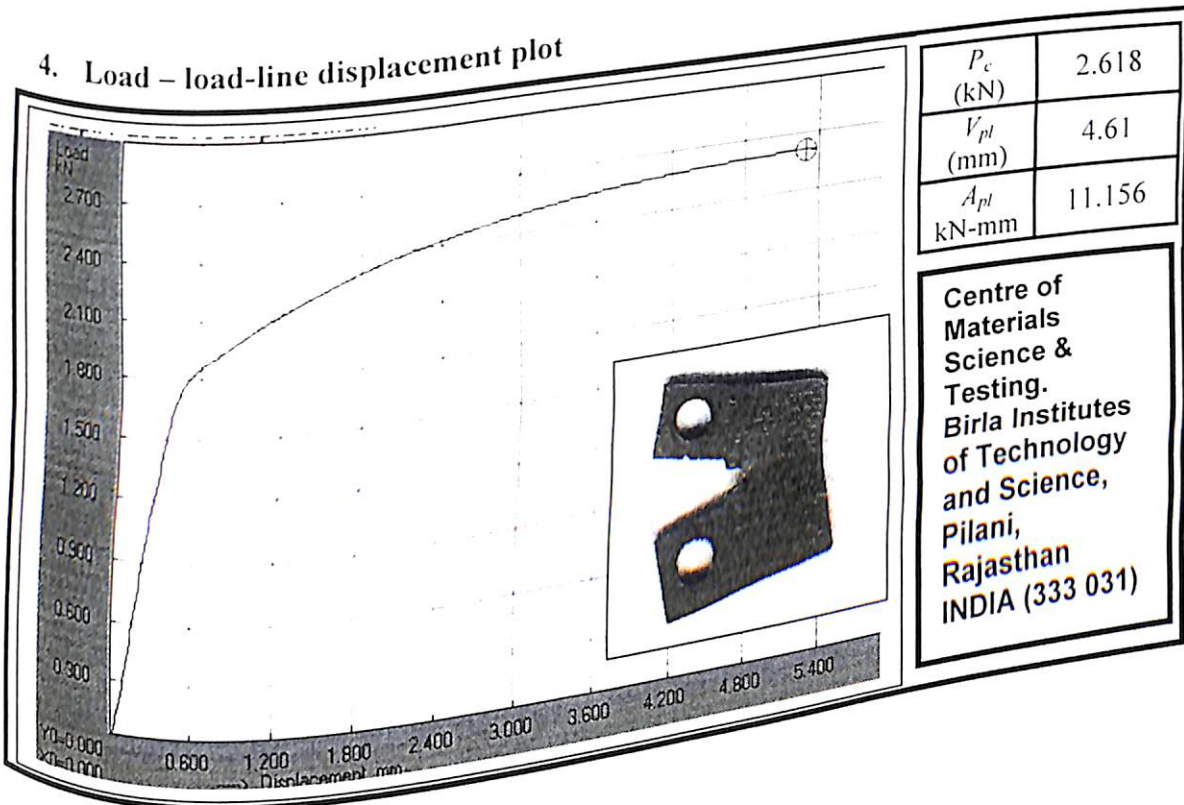 4. Load – load-line displacement plot
Load
kN
2.700
2.400
2.100
1.800
1.500
1.200
0.900
0.600
0.300
Y0=0.000
X0=0.000
0.600 1.200 1.800 2.400 3.000 3.600 4.200 4.800 5.400
Displacement mm
Pc
(kN)
2.618
Vpl
(mm)
4.61
Apl
kN-mm
11.156
Centre of
Materials
Science &
Testing.
Birla Institutes
of Technology
and Science,
Pilani,
Rajasthan
INDIA (333 031)